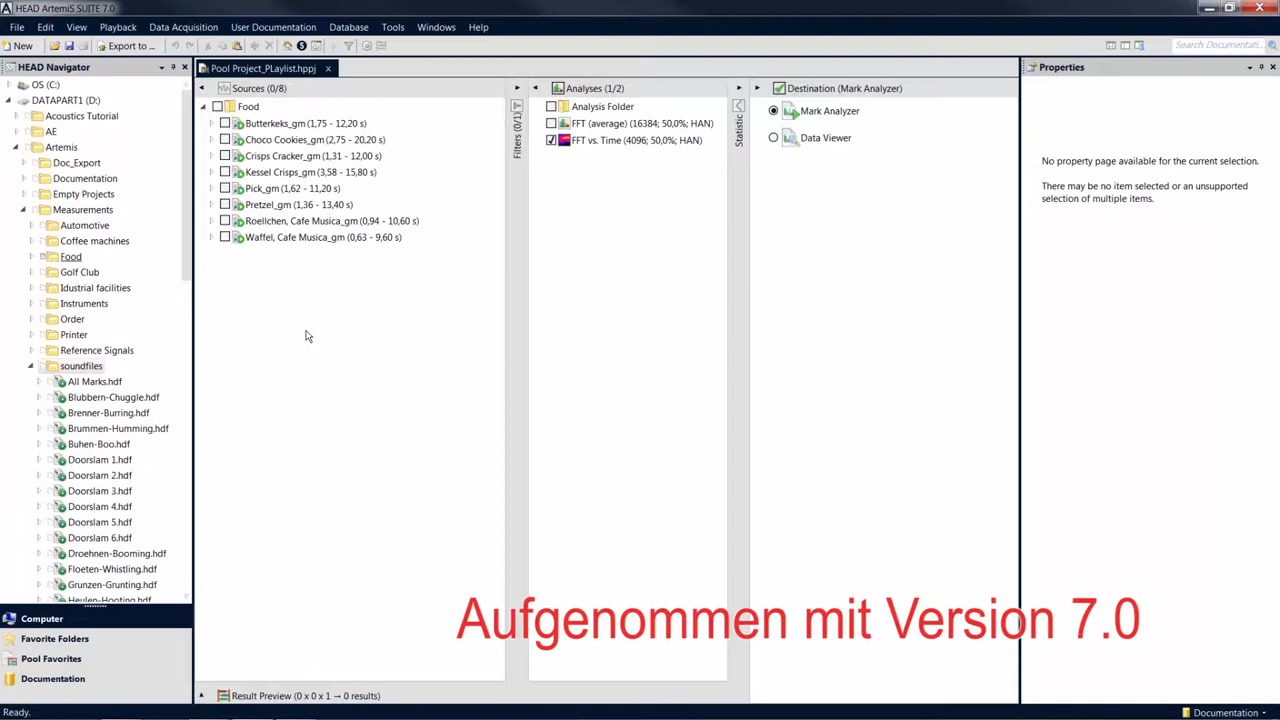 HEAD ArtemiS SUITE 7.0
File Edit View Playback Data Acquisition User Documentation Database Tools Windows Help
New Export to ... Search Documentati...
HEAD Navigator
OS (C:)
DATAPART1 (D:)
Acoustics Tutorial
AE
Artemis
Doc_Export
Documentation
Empty Projects
Measurements
Automotive
Coffee machines
Food
Golf Club
Idustrial facilities
Instruments
Order
Printer
Reference Signals
soundfiles
All Marks.hdf
Blubbern-Chuggle.hdf
Brenner-Burring.hdf
Brummen-Humming.hdf
Buhen-Boo.hdf
Doorslam 1.hdf
Doorslam 2.hdf
Doorslam 3.hdf
Doorslam 4.hdf
Doorslam 5.hdf
Doorslam 6.hdf
Droehnen-Booming.hdf
Floeten-Whistling.hdf
Grunzen-Grunting.hdf
Heulen-Hooting.hdf
Computer
Favorite Folders
Pool Favorites
Documentation
Pool Project_PLaylist.hppj
Sources (0/8)
Food
Butterkeks_gm (1,75 - 12,20 s)
Choco Cookies_gm (2,75 - 20,20 s)
Crisps Cracker_gm (1,31 - 12,00 s)
Kessel Crisps_gm (3,58 - 15,80 s)
Pick_gm (1,62 - 11,20 s)
Pretzel_gm (1,36 - 13,40 s)
Roellchen, Cafe Musica_gm (0,94 - 10,60 s)
Waffel, Cafe Musica_gm (0,63 - 9,60 s)
Filters (0/1)
Analyses (1/2)
Analysis Folder
FFT (average) (16384; 50,0%; HAN)
FFT vs. Time (4096; 50,0%; HAN)
Statistic
Destination (Mark Analyzer)
Mark Analyzer
Data Viewer
Properties
No property page available for the current selection.
There may be no item selected or an unsupported
selection of multiple items.
Aufgenommen mit Version 7.0
Result Preview (0 x 0 x 1 → 0 results)
Ready.
Documentation